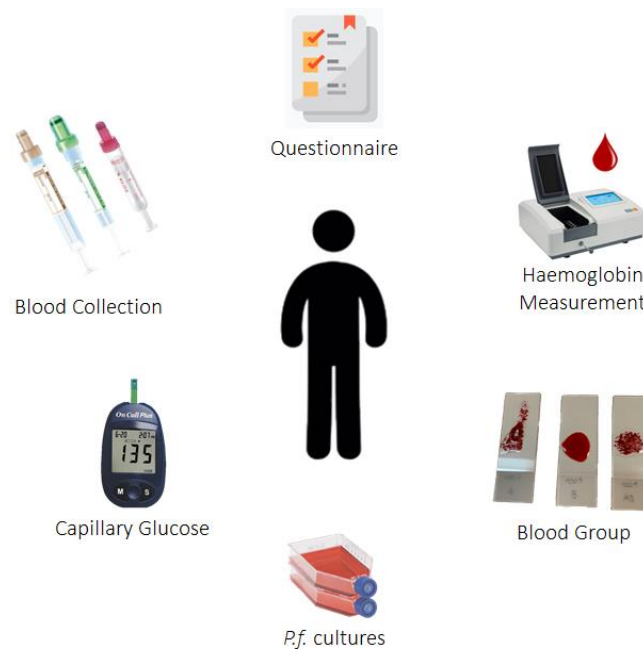 Questionnaire
Blood Collection
Haemoglobin
Measurement
On Call Plus
135
M
S
Capillary Glucose
Blood Group
P.f. cultures